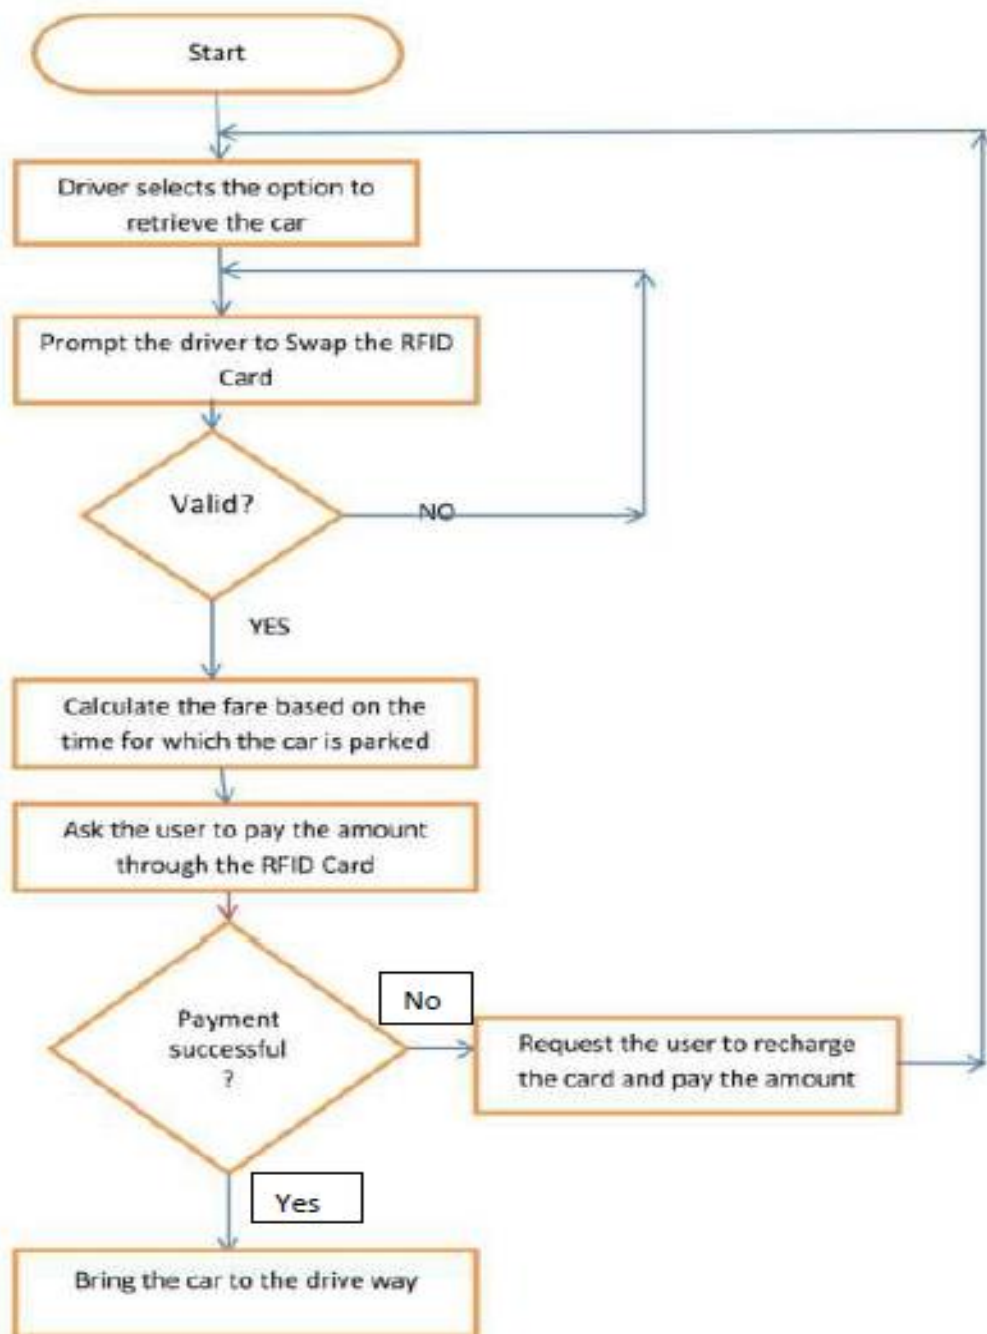 Start
Driver selects the option to
retrieve the car
Prompt the driver to Swap the RFID
Card
Valid?
NO
YES
Calculate the fare based on the
time for which the car is parked
Ask the user to pay the amount
through the RFID Card
Payment
successful
?
No
Request the user to recharge
the card and pay the amount
Yes
Bring the car to the drive way